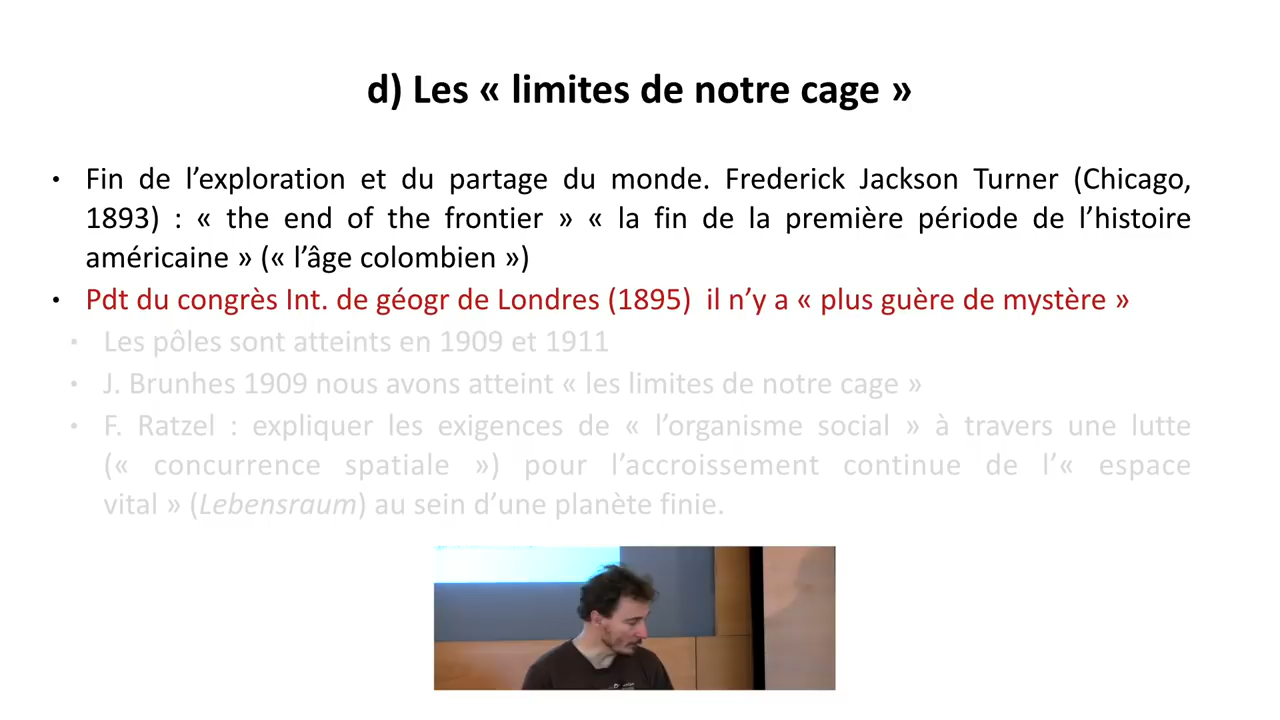 d) Les « limites de notre cage »
• Fin de l’exploration et du partage du monde. Frederick Jackson Turner (Chicago,
1893) : « the end of the frontier » « la fin de la première période de l’histoire
américaine » (« l’âge colombien »)
• Pdt du congrès Int. de géogr de Londres (1895)  il n’y a « plus guère de mystère »
• Les pôles sont atteints en 1909 et 1911
• J. Brunhes 1909 nous avons atteint « les limites de notre cage »
• F. Ratzel : expliquer les exigences de « l’organisme social » à travers une lutte
(« concurrence spatiale ») pour l’accroissement continue de l’« espace
vital » (Lebensraum) au sein d’une planète finie.